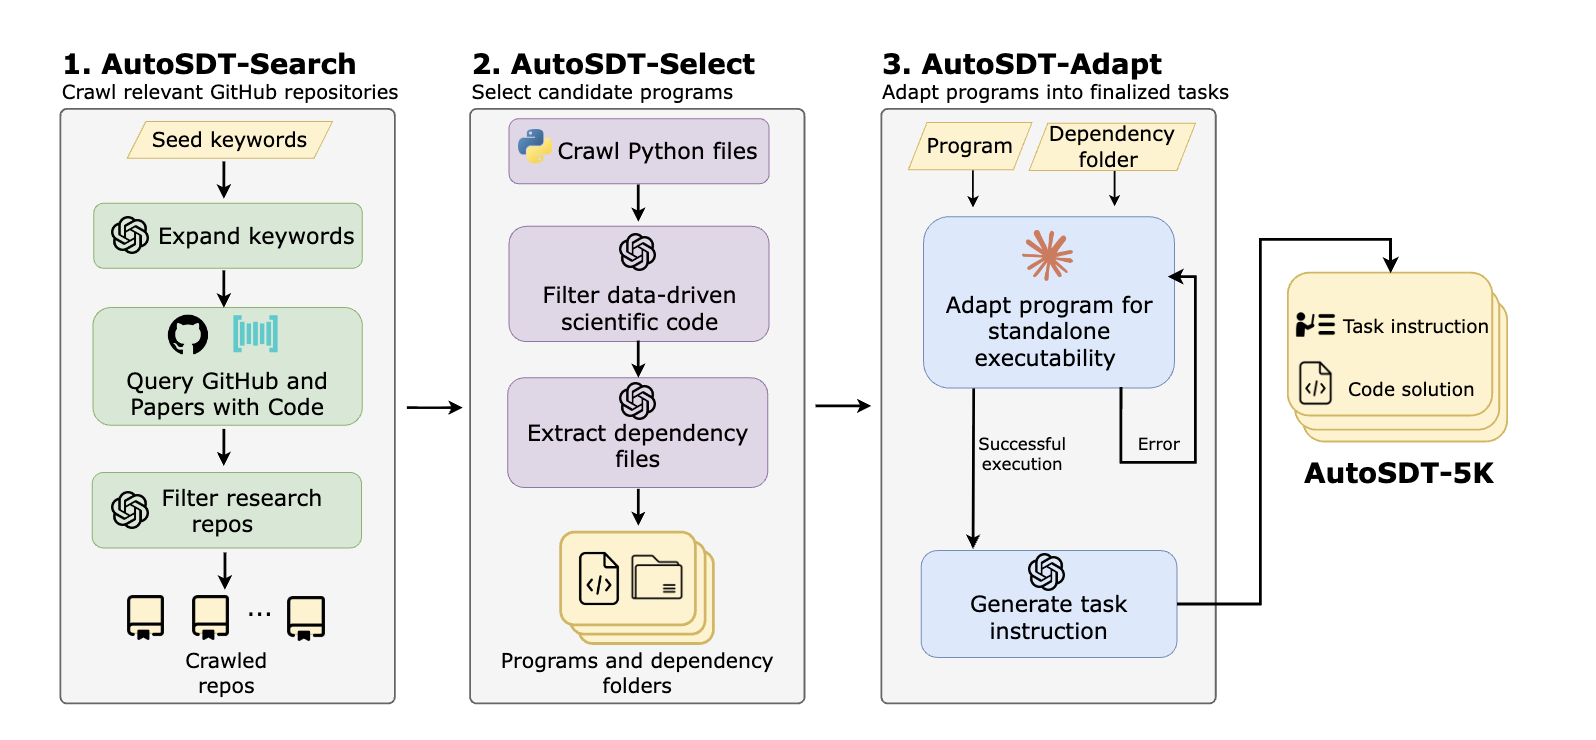 1. AutoSDT-Search
Crawl relevant GitHub repositories
Seed keywords
Expand keywords
Query GitHub and
Papers with Code
Filter research
repos
...
Crawled
repos
2. AutoSDT-Select
Select candidate programs
Crawl Python files
Filter data-driven
scientific code
Extract dependency
files
</>
Programs and dependency
folders
3. AutoSDT-Adapt
Adapt programs into finalized tasks
Program
Dependency
folder
Adapt program for
standalone
executability
Successful
execution
Error
Generate task
instruction
Task instruction
</>
Code solution
AutoSDT-5K